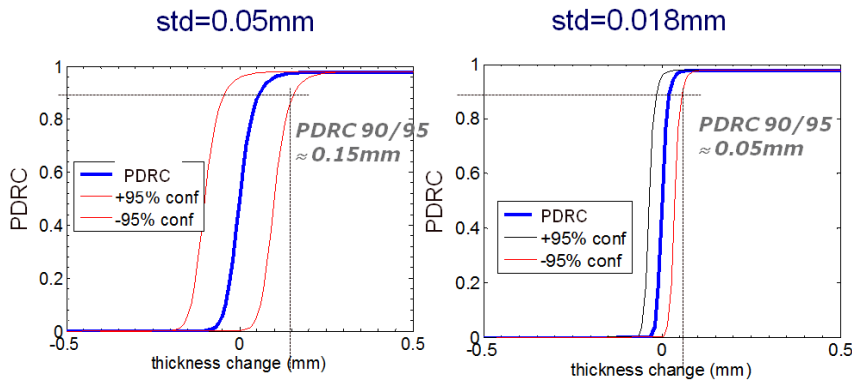 std=0.05mm
1
0.8
0.6
0.4
0.2
0
-0.5
0
0.5
PDRC
thickness change (mm)
PDRC 90/95
≈ 0.15mm
PDRC
+95% conf
-95% conf
std=0.018mm
1
0.8
0.6
0.4
0.2
0
-0.5
0
0.5
PDRC
thickness change (mm)
PDRC 90/95
≈ 0.05mm
PDRC
+95% conf
-95% conf